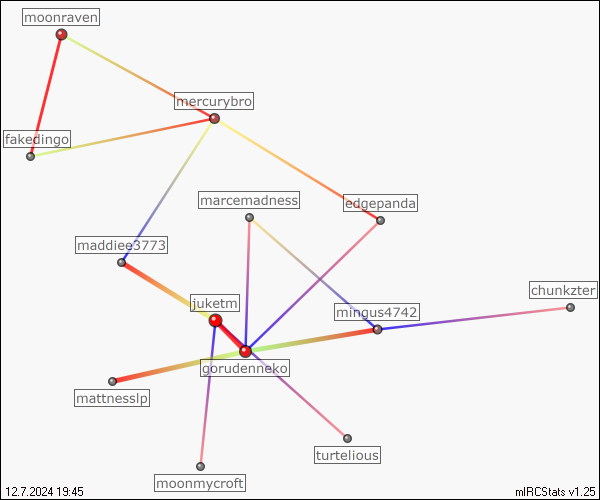 moonraven
mercurybro
fakedingo
marcemadness
edgepanda
maddiee3773
chunkzter
juketm
mingus4742
gorudenneko
mattnesslp
turtelious
moonmycroft
12.7.2024 19:45
mIRCStats v1.25